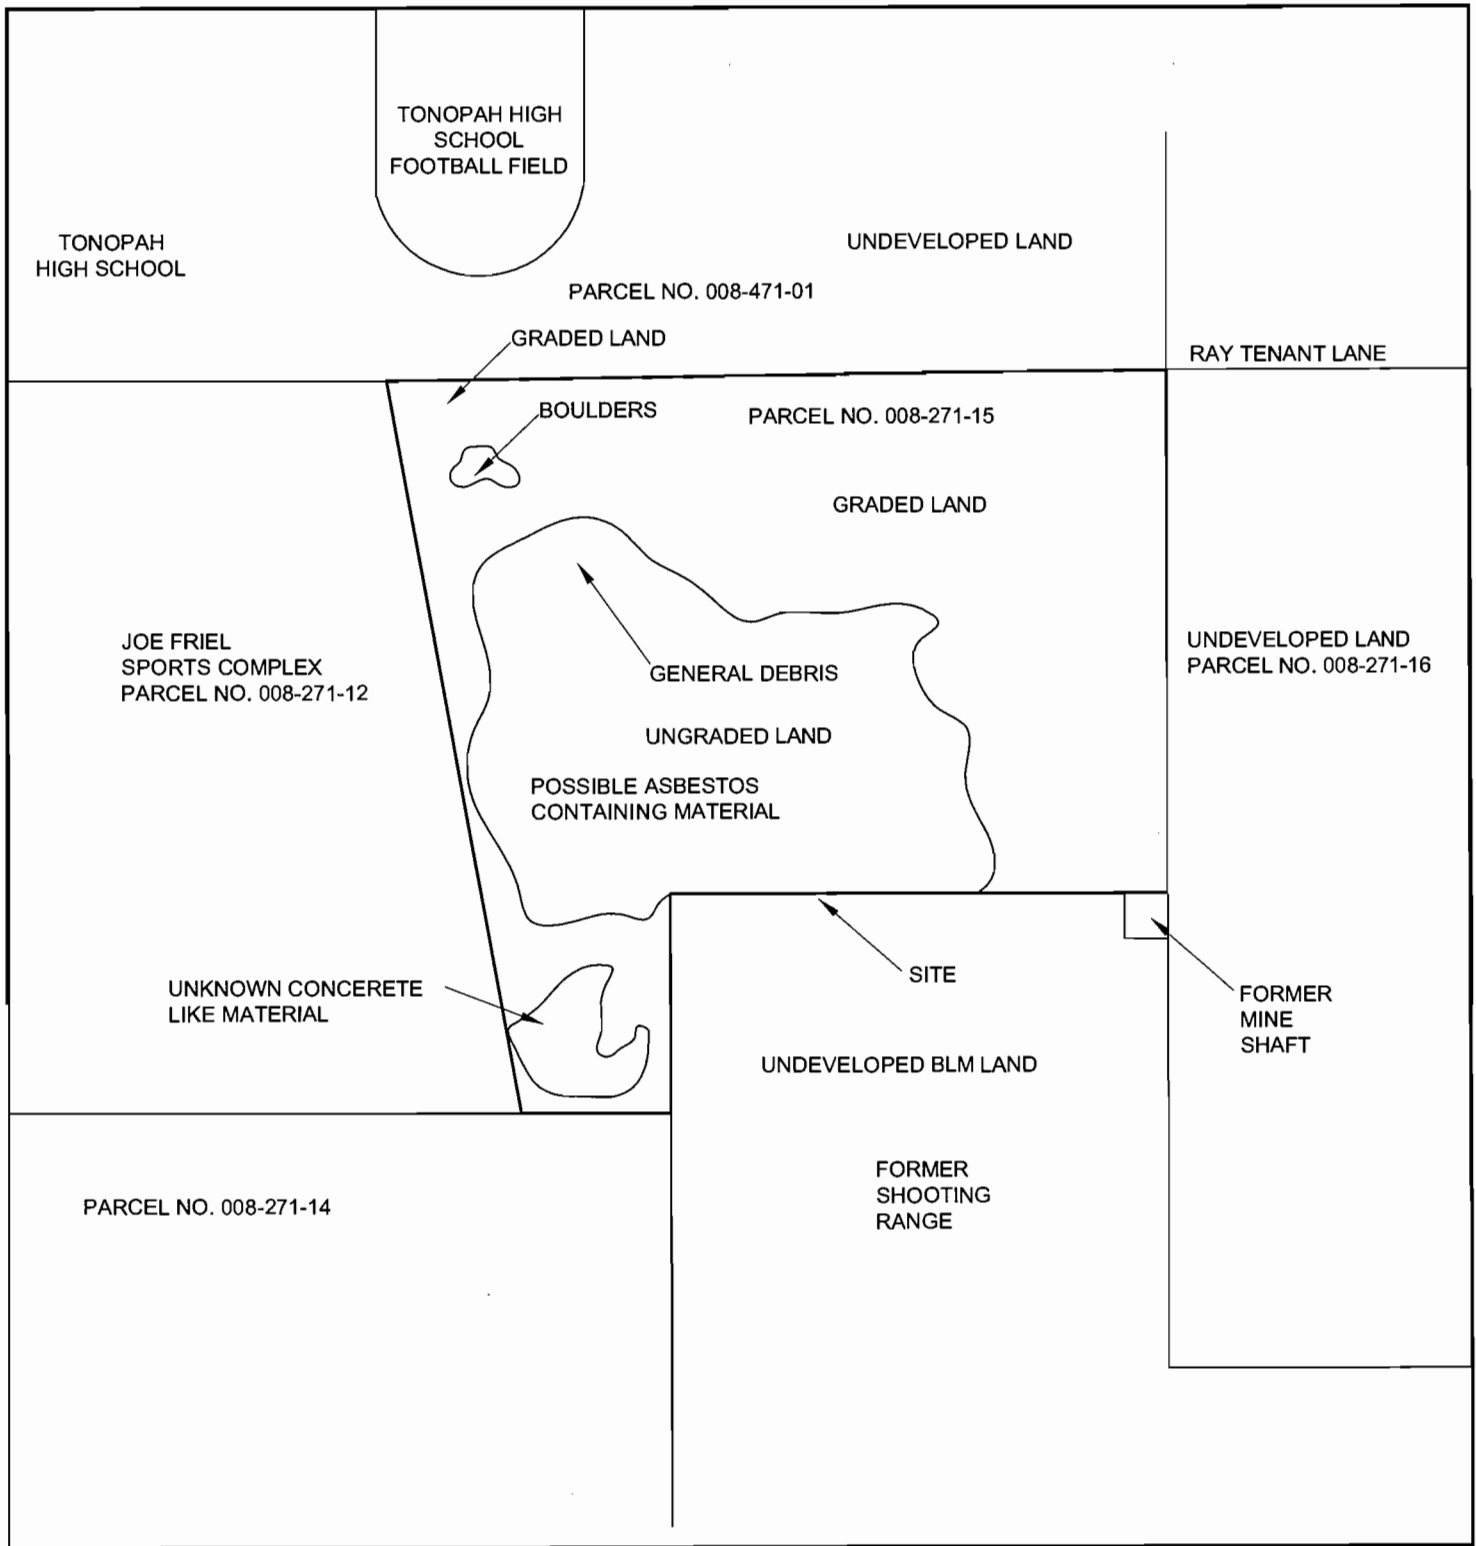 TONOPAH HIGH
SCHOOL
FOOTBALL FIELD
TONOPAH
HIGH SCHOOL
UNDEVELOPED LAND
PARCEL NO. 008-471-01
GRADED LAND
RAY TENANT LANE
BOULDERS
PARCEL NO. 008-271-15
GRADED LAND
JOE FRIEL
SPORTS COMPLEX
PARCEL NO. 008-271-12
GENERAL DEBRIS
UNDEVELOPED LAND
PARCEL NO. 008-271-16
UNGRADED LAND
POSSIBLE ASBESTOS
CONTAINING MATERIAL
SITE
UNKNOWN CONCERETE
LIKE MATERIAL
FORMER
MINE
SHAFT
UNDEVELOPED BLM LAND
FORMER
SHOOTING
RANGE
PARCEL NO. 008-271-14